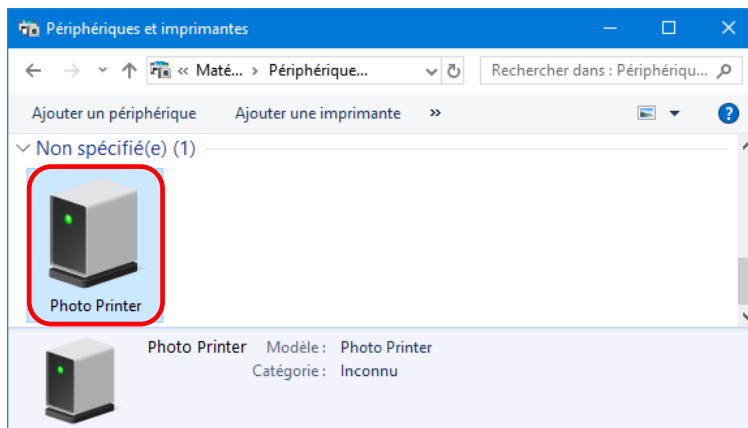 Périphériques et imprimantes
« Maté... > Périphérique...
Rechercher dans : Périphériqu...
Ajouter un périphérique Ajouter une imprimante »
Non spécifié(e) (1)
Photo Printer
Photo Printer Modèle : Photo Printer
Catégorie : Inconnu